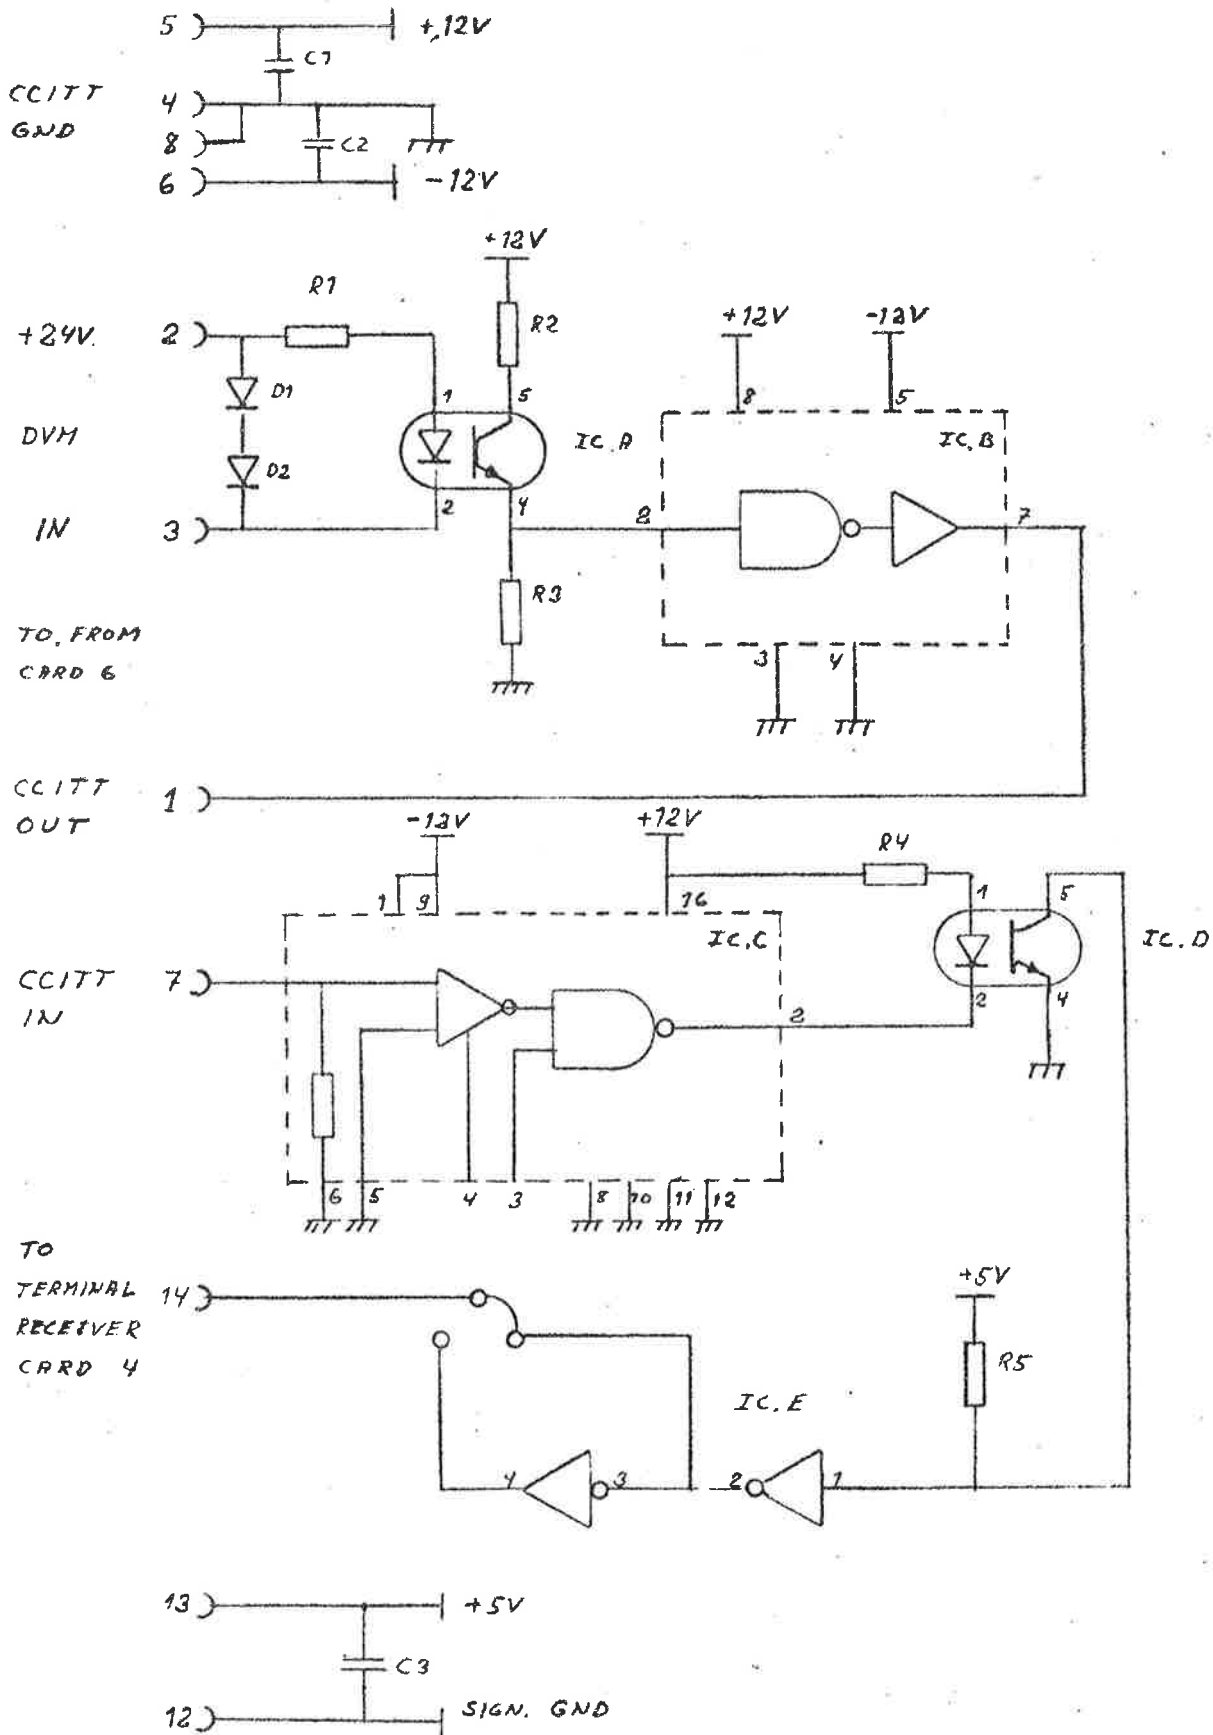 5 +12V
C1
CCITT 4
GND
8 C2
6 -12V
+12V
R1
+24V. 2 R2 +12V -12V
D1 1 5 8 5
DVM IC.A IC.B
D2 2 4
IN 3 2 7
R3
TO, FROM 3 4
CARD 6
CCITT 1
OUT -12V +12V
R4
1 9 16 1 5
IC.C IC.D
CCITT 7
IN 2 4
2
6 5 4 3 8 10 11 12
TO
TERMINAL 14 +5V
RECEIVER
CARD 4 R5
IC.E
4 3 2 1
13 +5V
C3
12 SIGN. GND